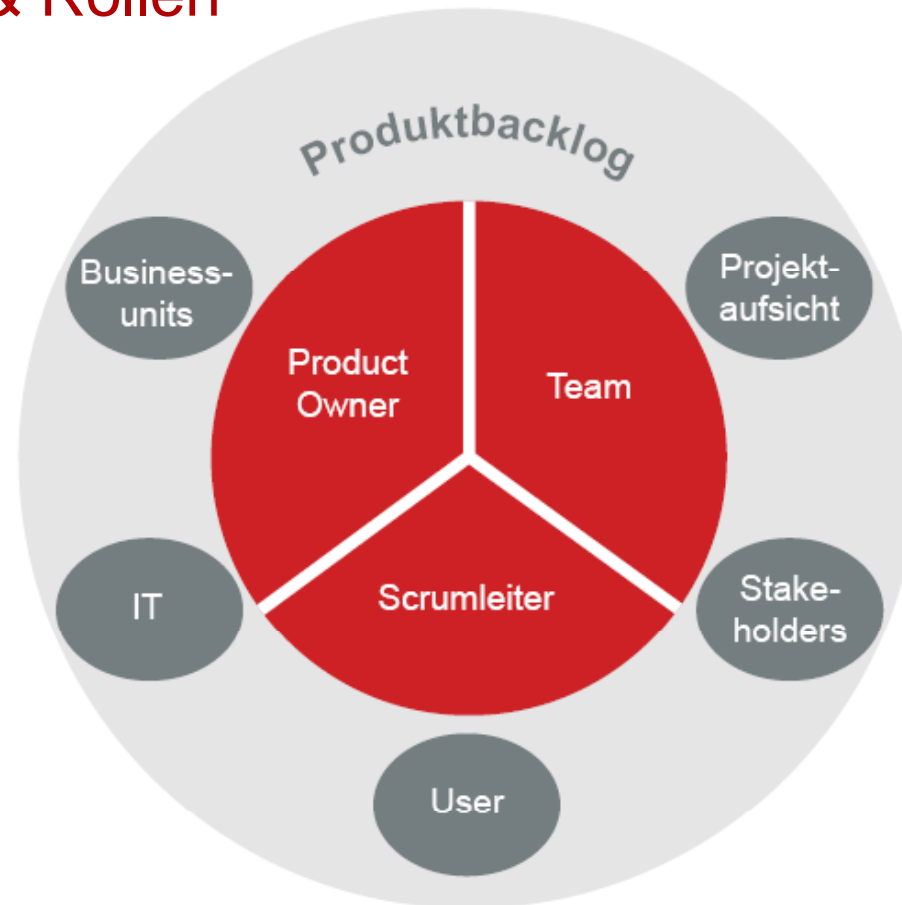 & Rollen
Produktbacklog
Business-
units
Projekt-
aufsicht
Product
Owner
Team
IT
Scrumleiter
Stake-
holders
User